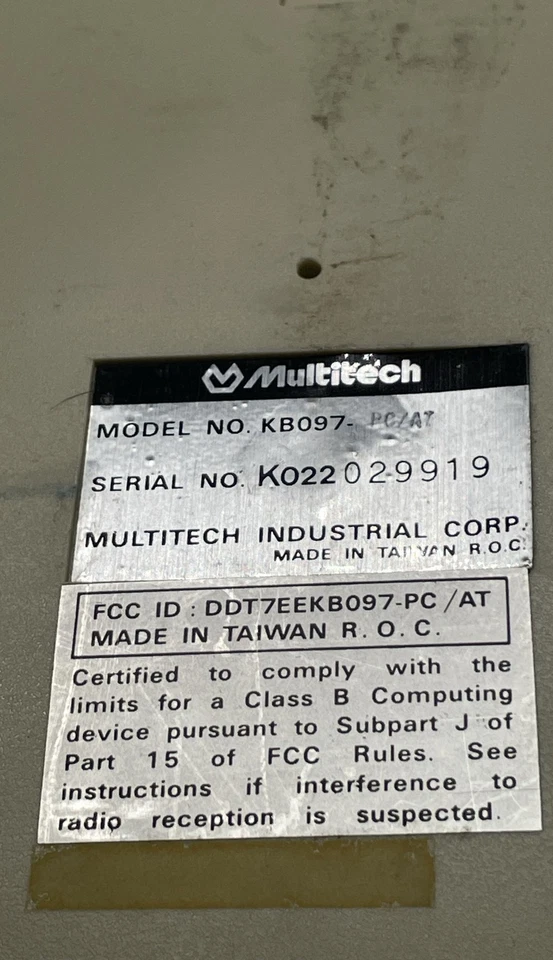 Multitech
MODEL NO. KB097- PC/AT
SERIAL NO. K022029919
MULTITECH INDUSTRIAL CORP.
MADE IN TAIWAN R.O.C.
FCC ID : DDT7EEKB097-PC/AT
MADE IN TAIWAN R. O. C.
Certified to comply with the
limits for a Class B Computing
device pursuant to Subpart J of
Part 15 of FCC Rules. See
instructions if interference to
radio reception is suspected.